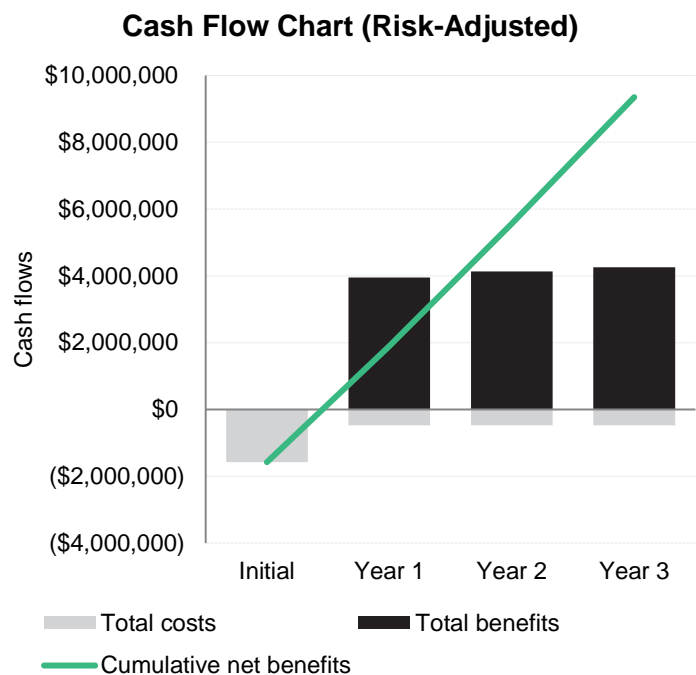 Cash Flow Chart (Risk-Adjusted)
$10,000,000
$8,000,000
$6,000,000
$4,000,000
$2,000,000
$0
($2,000,000)
($4,000,000)
Cash flows
Initial Year 1 Year 2 Year 3
Total costs Total benefits
Cumulative net benefits